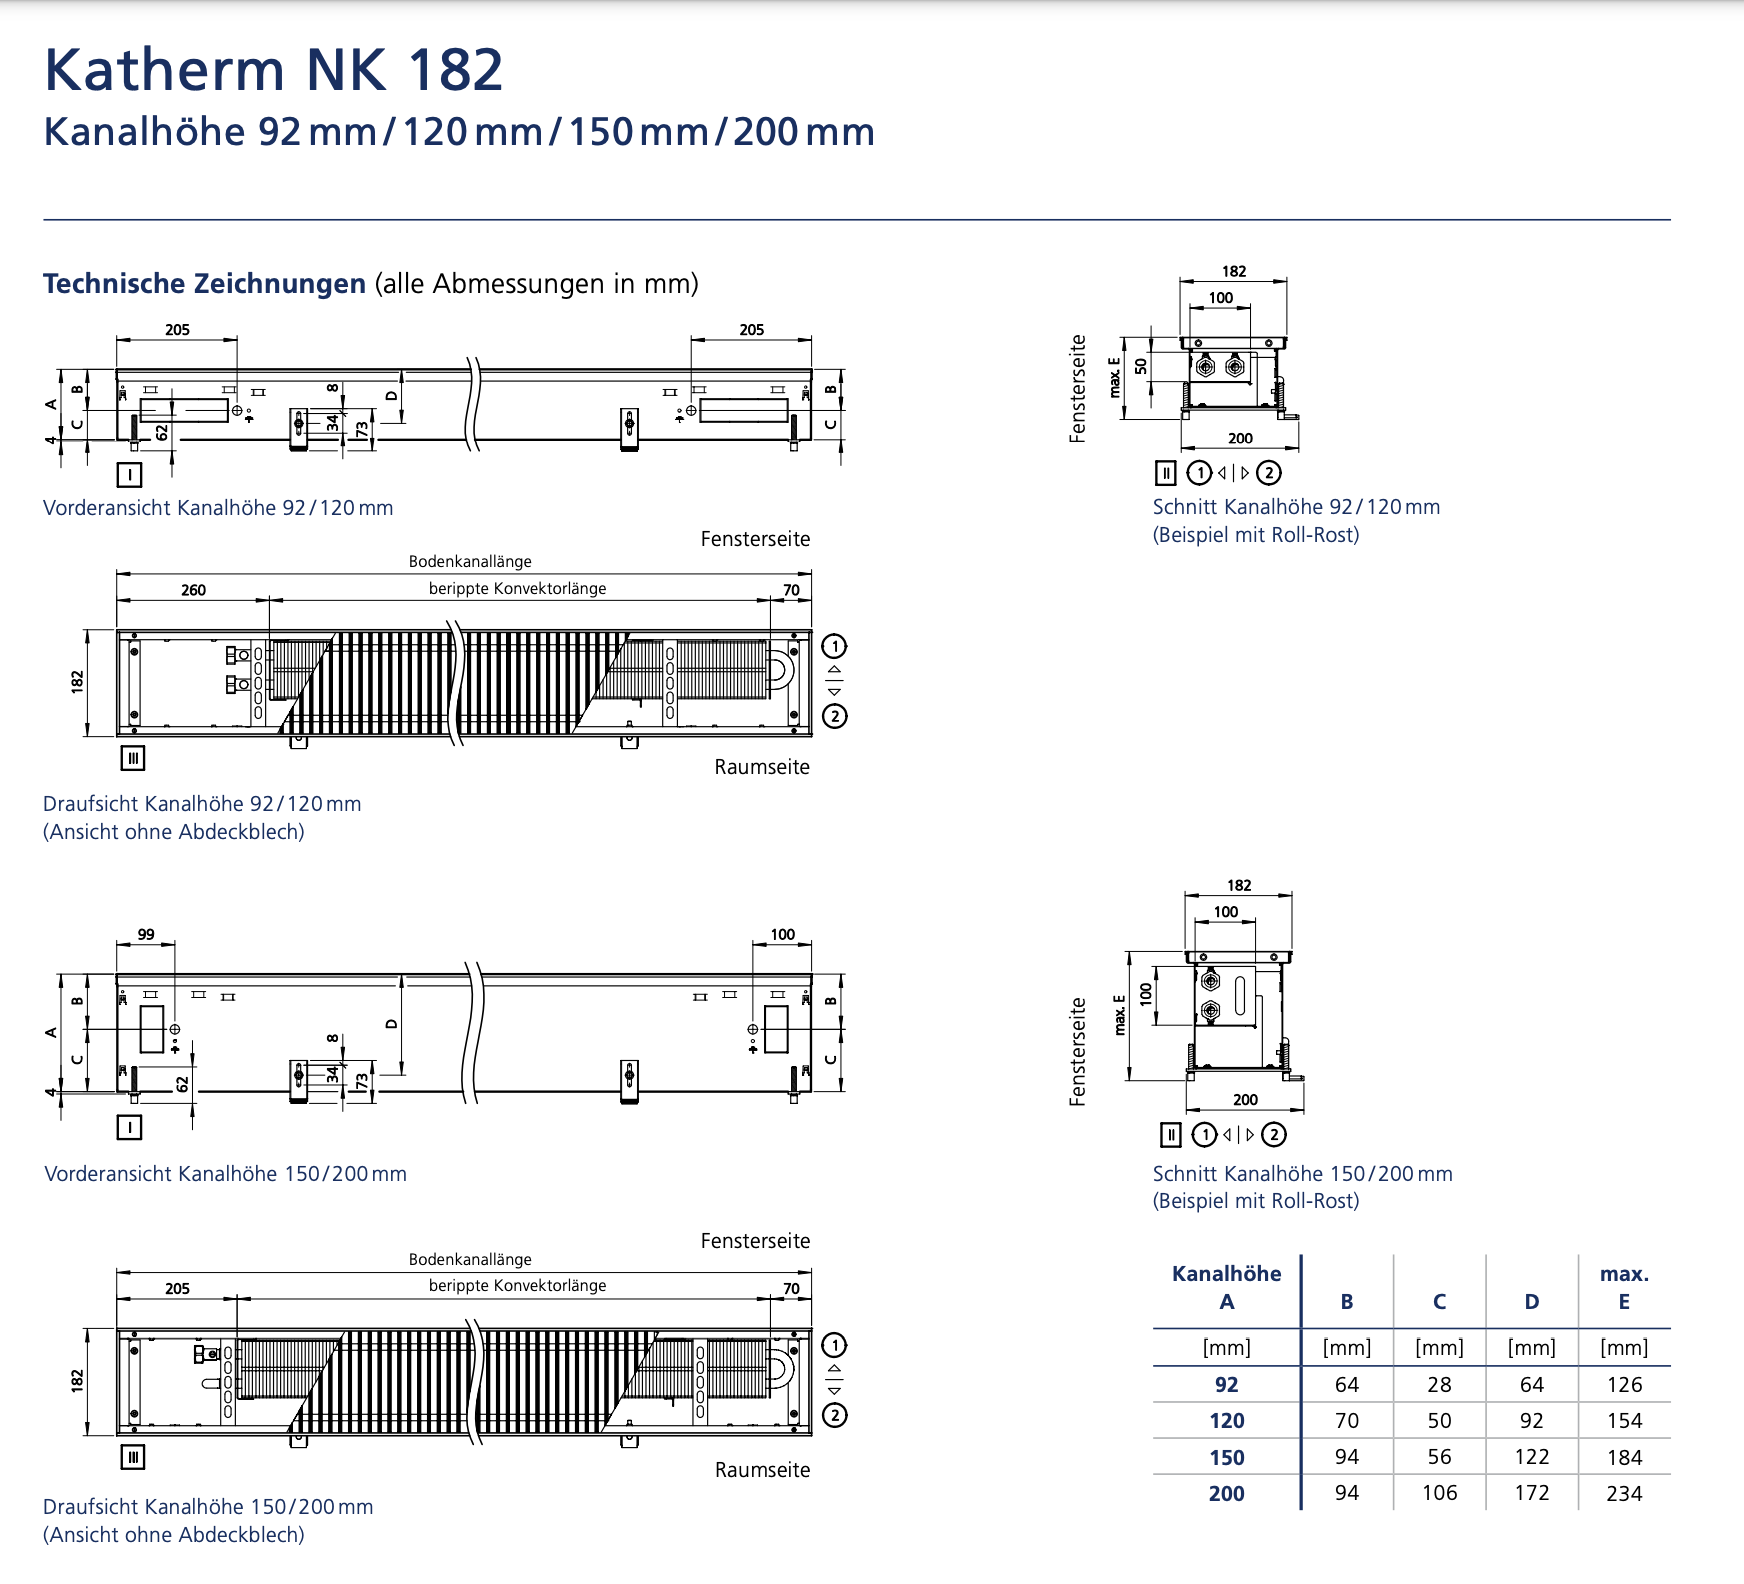 Katherm NK 182
Kanalhöhe 92 mm / 120 mm / 150 mm / 200 mm
Technische Zeichnungen (alle Abmessungen in mm)
205
205
A
B
C
4
62
8
34
73
D
B
C
I
Vorderansicht Kanalhöhe 92 / 120 mm
182
100
Fensterseite
max. E
50
200
II 1 2
Schnitt Kanalhöhe 92 / 120 mm
(Beispiel mit Roll-Rost)
Fensterseite
Bodenkanallänge
260
berippte Konvektorlänge
70
182
1
2
III
Raumseite
Draufsicht Kanalhöhe 92 / 120 mm
(Ansicht ohne Abdeckblech)
99
100
A
B
C
4
62
8
34
73
D
B
C
I
Vorderansicht Kanalhöhe 150 / 200 mm
182
100
Fensterseite
max. E
100
200
II 1 2
Schnitt Kanalhöhe 150 / 200 mm
(Beispiel mit Roll-Rost)
Fensterseite
Bodenkanallänge
205
berippte Konvektorlänge
70
182
1
2
III
Raumseite
Draufsicht Kanalhöhe 150 / 200 mm
(Ansicht ohne Abdeckblech)
Kanalhöhe max.
A B C D E
[mm] [mm] [mm] [mm] [mm]
92 64 28 64 126
120 70 50 92 154
150 94 56 122 184
200 94 106 172 234